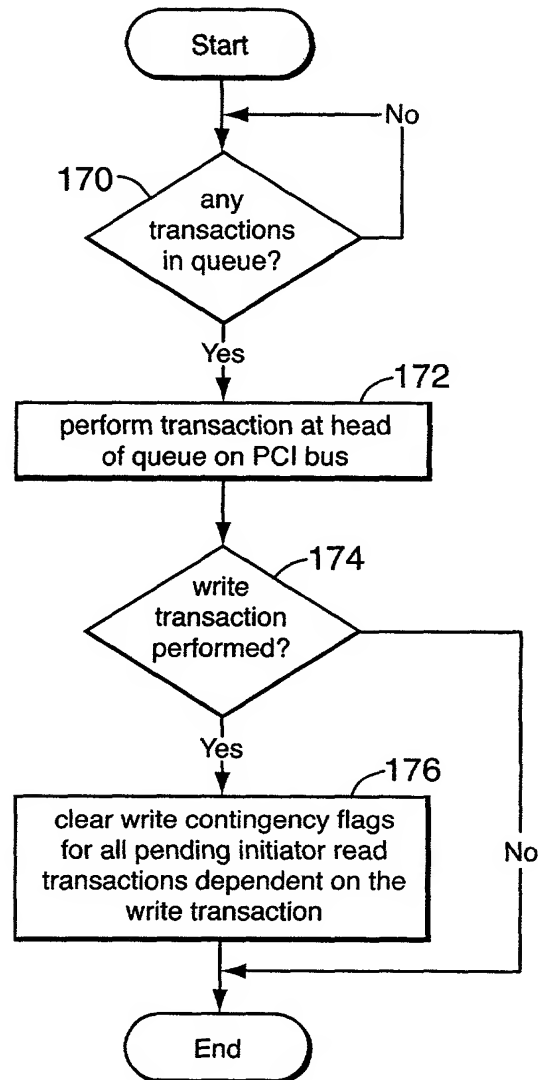 Start
No
170
any
transactions
in queue?
Yes
172
perform transaction at head
of queue on PCI bus
174
write
transaction
performed?
Yes
176
clear write contingency flags
for all pending initiator read
transactions dependent on the
write transaction
No
End